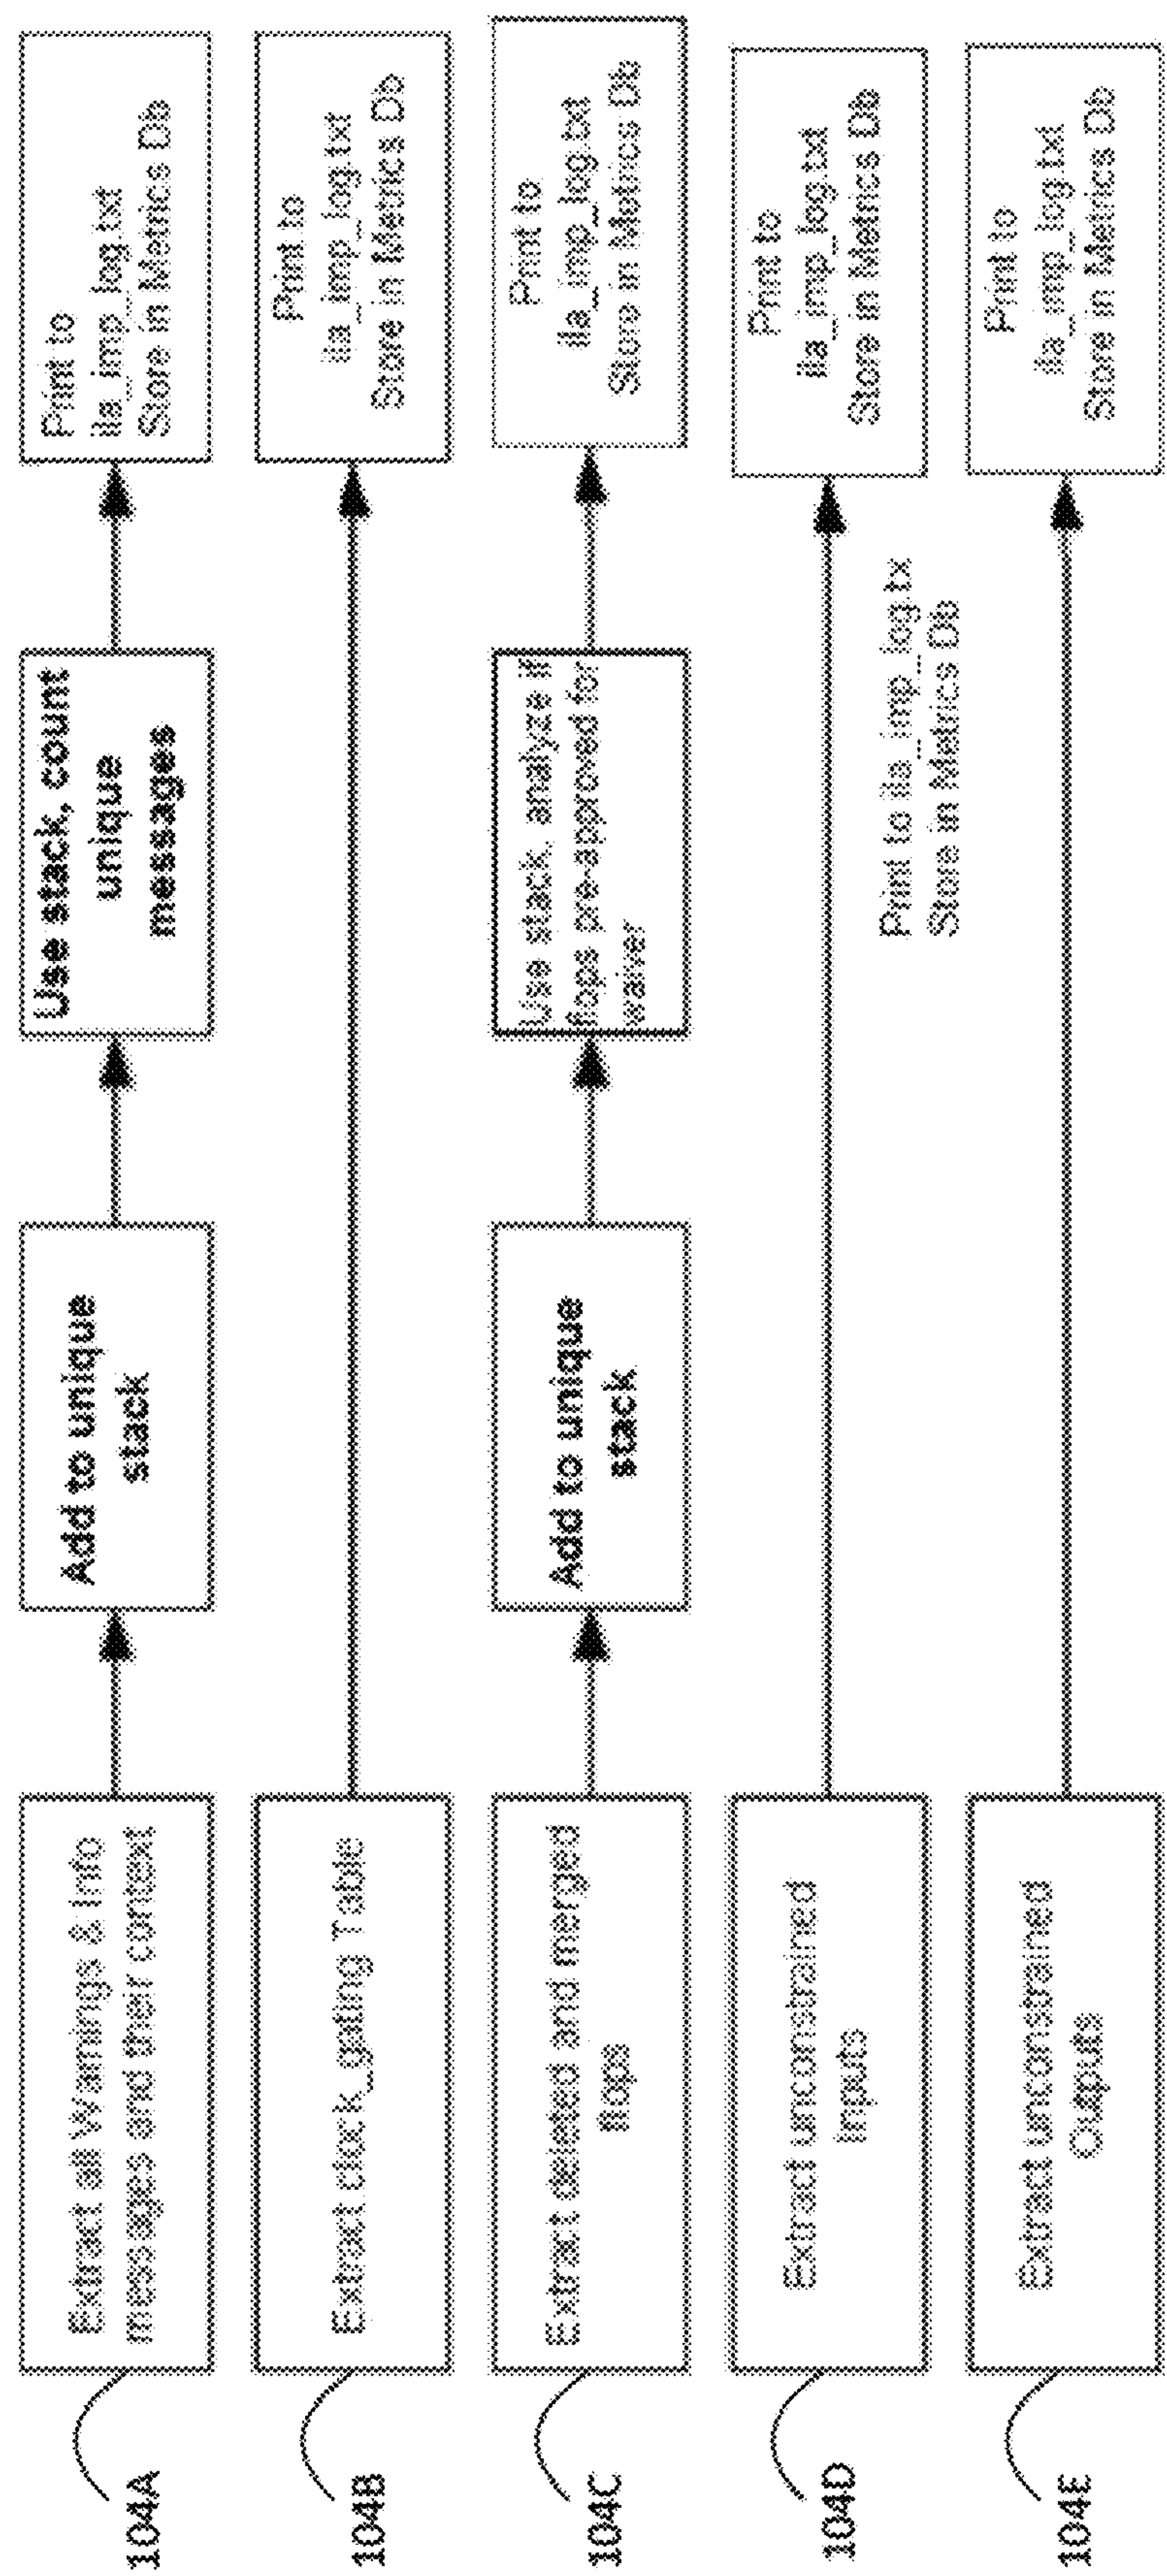 104A
Extract all Warnings & Info
messages and their context
Add to unique
stack
Use stack, count
unique
messages
Print to
ila_imp_log.txt
Store in Metrics Db
104B
Extract clock_gating Table
Print to
ila_imp_log.txt
Store in Metrics Db
104C
Extract deleted and merged
flops
Add to unique
stack
Use stack, analyze if
flops pre-approved for
waiver
Print to
ila_imp_log.txt
Store in Metrics Db
104D
Extract unconstrained
Inputs
Print to
ila_imp_log.txt
Store in Metrics Db
Print to ila_imp_log.tx
Store in Metrics Db
104E
Extract unconstrained
Outputs
Print to
ila_imp_log.txt
Store in Metrics Db